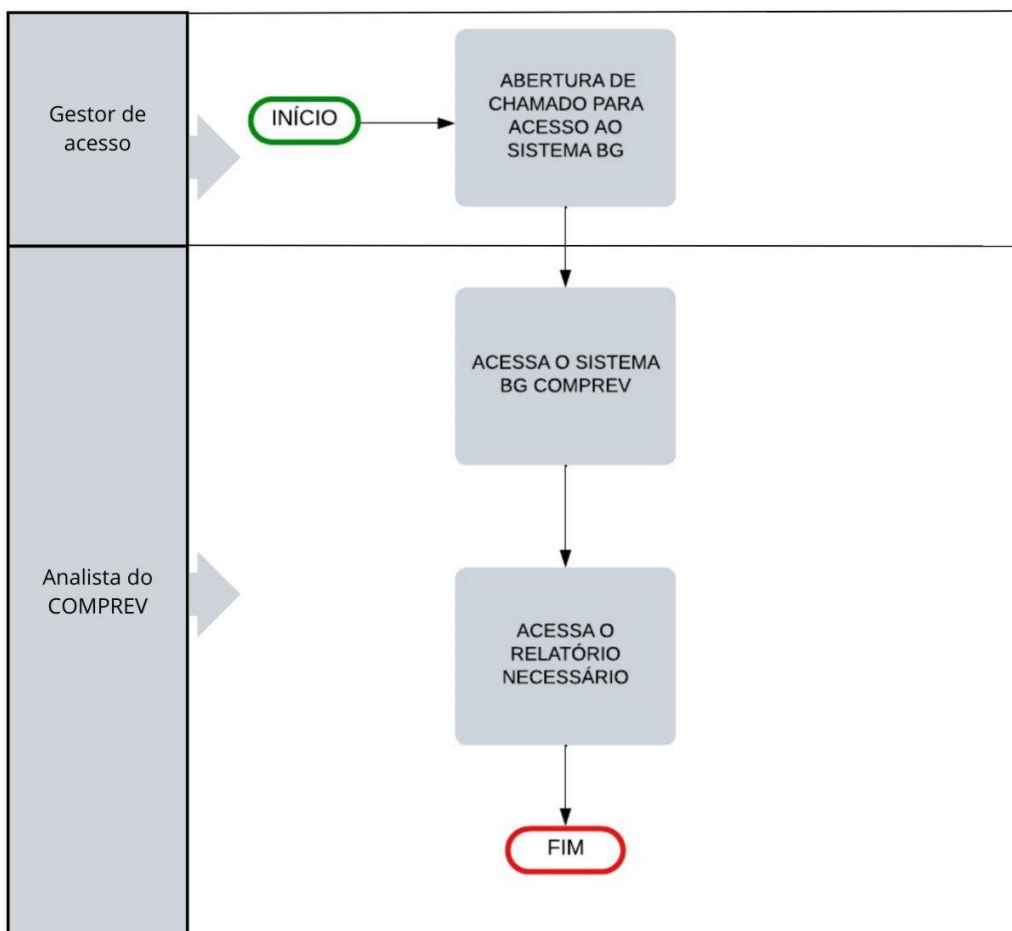 Gestor de
acesso
INÍCIO
ABERTURA DE
CHAMADO PARA
ACESSO AO
SISTEMA BG
ACESSA O SISTEMA
BG COMPREV
Analista do
COMPREV
ACESSA O
RELATÓRIO
NECESSÁRIO
FIM